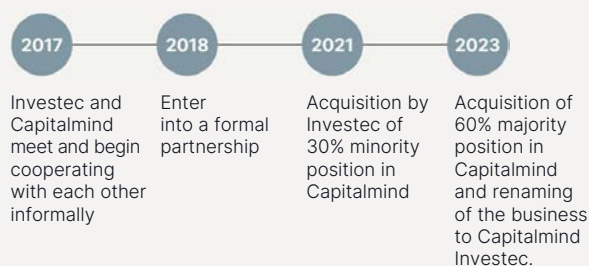 2017
2018
2021
2023
Investec and
Capitalmind
meet and begin
cooperating
with each other
informally
Enter
into a formal
partnership
Acquisition by
Investec of
30% minority
position in
Capitalmind
Acquisition of
60% majority
position in
Capitalmind
and renaming
of the business
to Capitalmind
Investec.